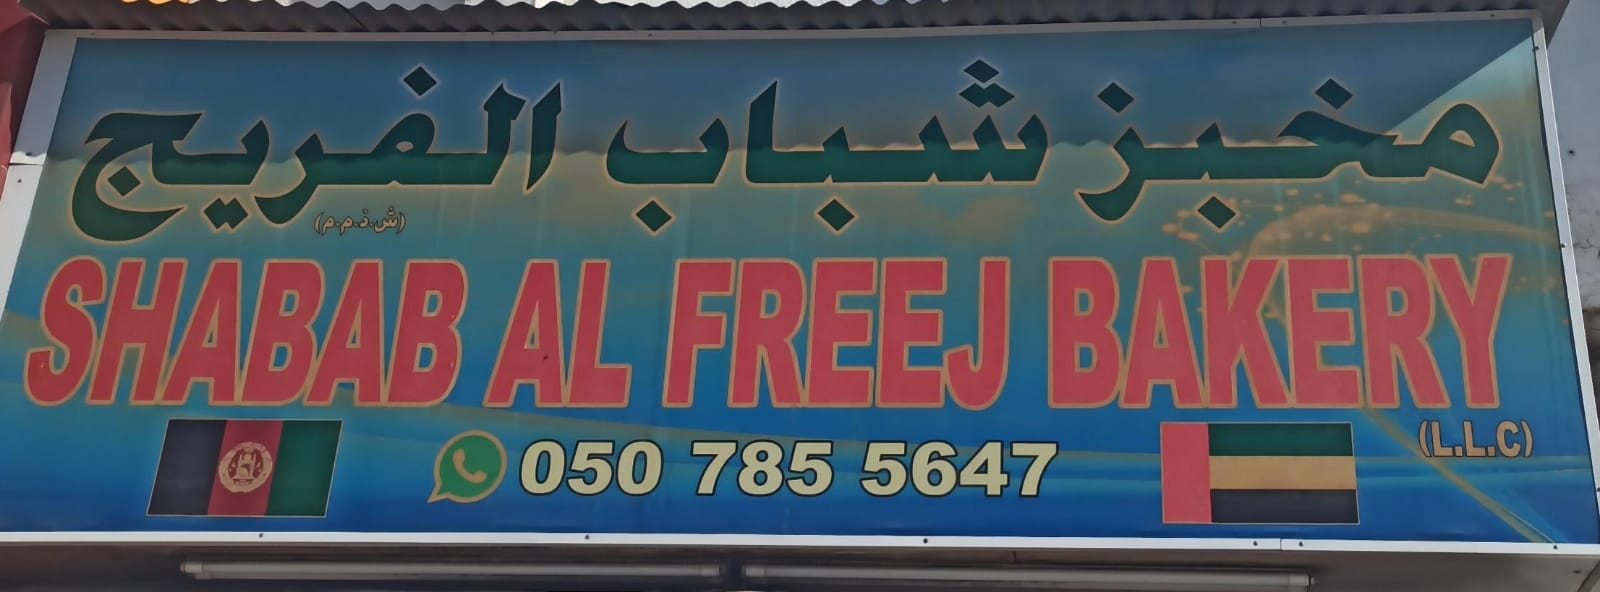 مخبز شباب الفريج
(ش.ذ.م.م)
SHABAB AL FREEJ BAKERY
(L.L.C)
050 785 5647